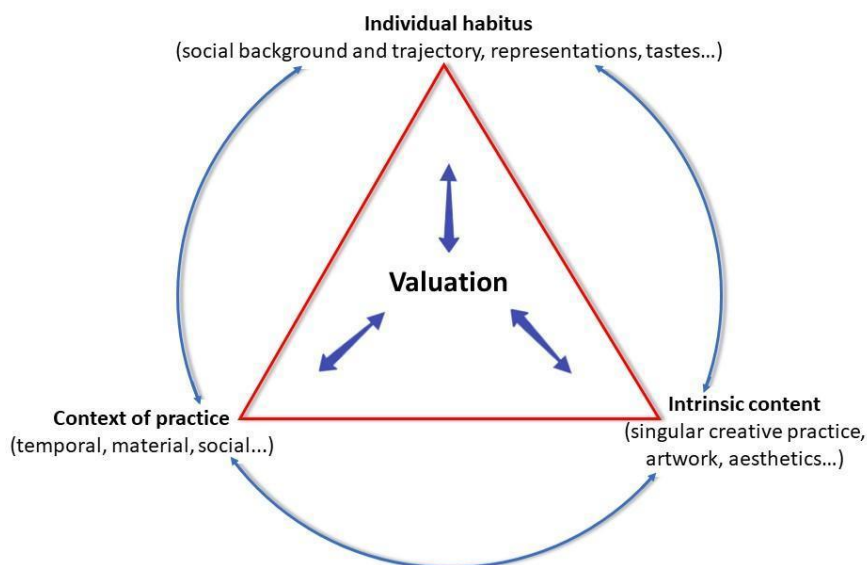 Individual habitus
(social background and trajectory, representations, tastes...)
Valuation
Context of practice
(temporal, material, social...)
Intrinsic content
(singular creative practice,
artwork, aesthetics...)